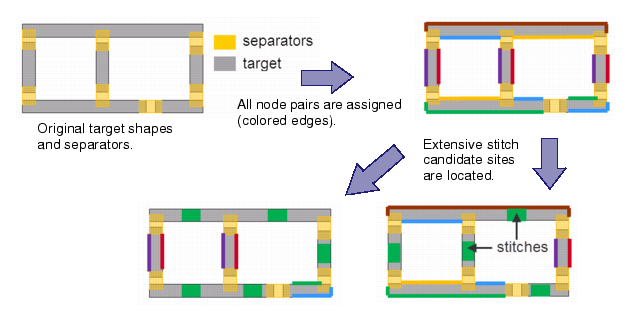 separators
target
All node pairs are assigned
(colored edges).
Original target shapes
and separators.
Extensive stitch
candidate sites
are located.
stitches